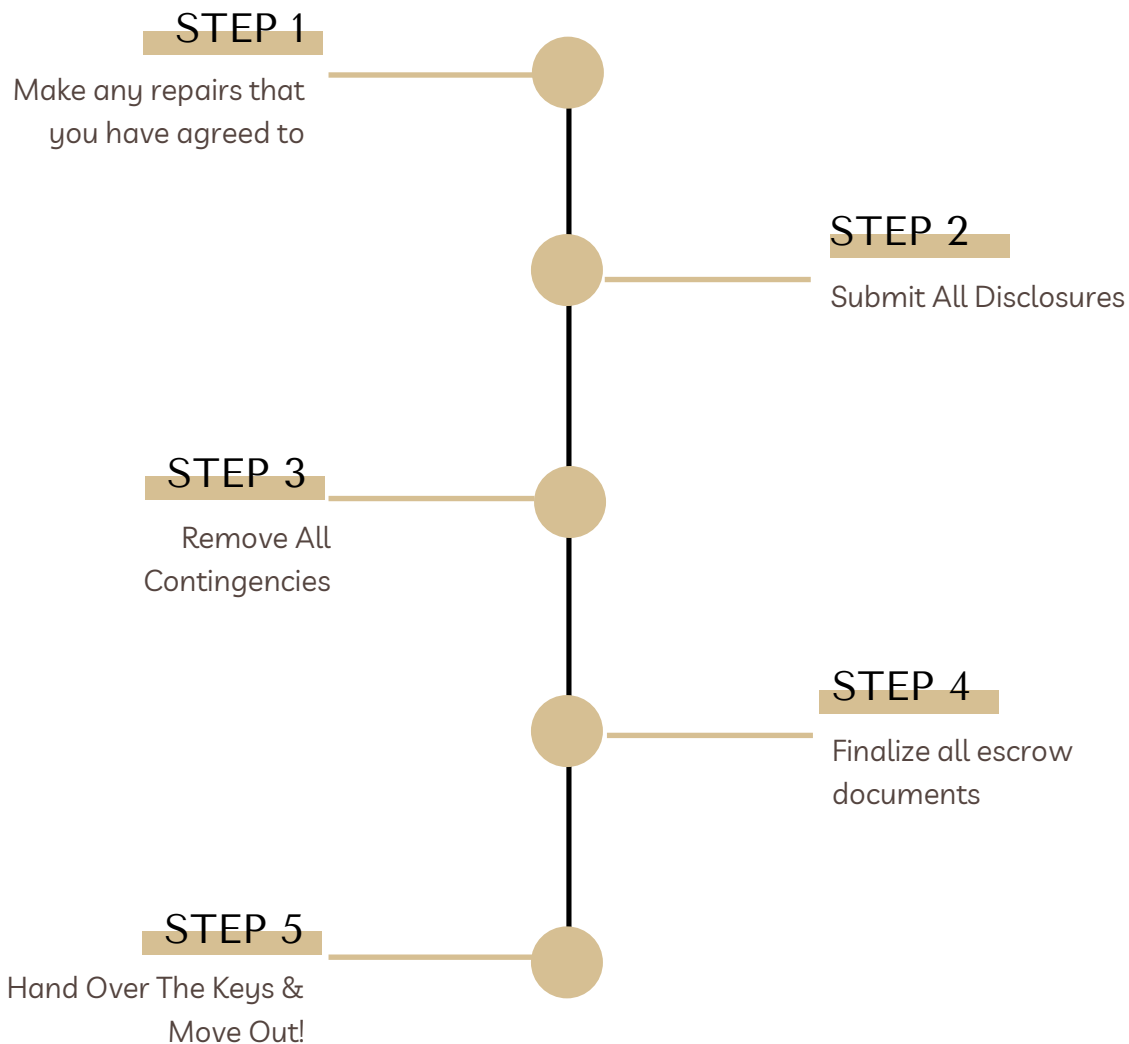 STEP 1
Make any repairs that
you have agreed to
STEP 2
Submit All Disclosures
STEP 3
Remove All
Contingencies
STEP 4
Finalize all escrow
documents
STEP 5
Hand Over The Keys &
Move Out!